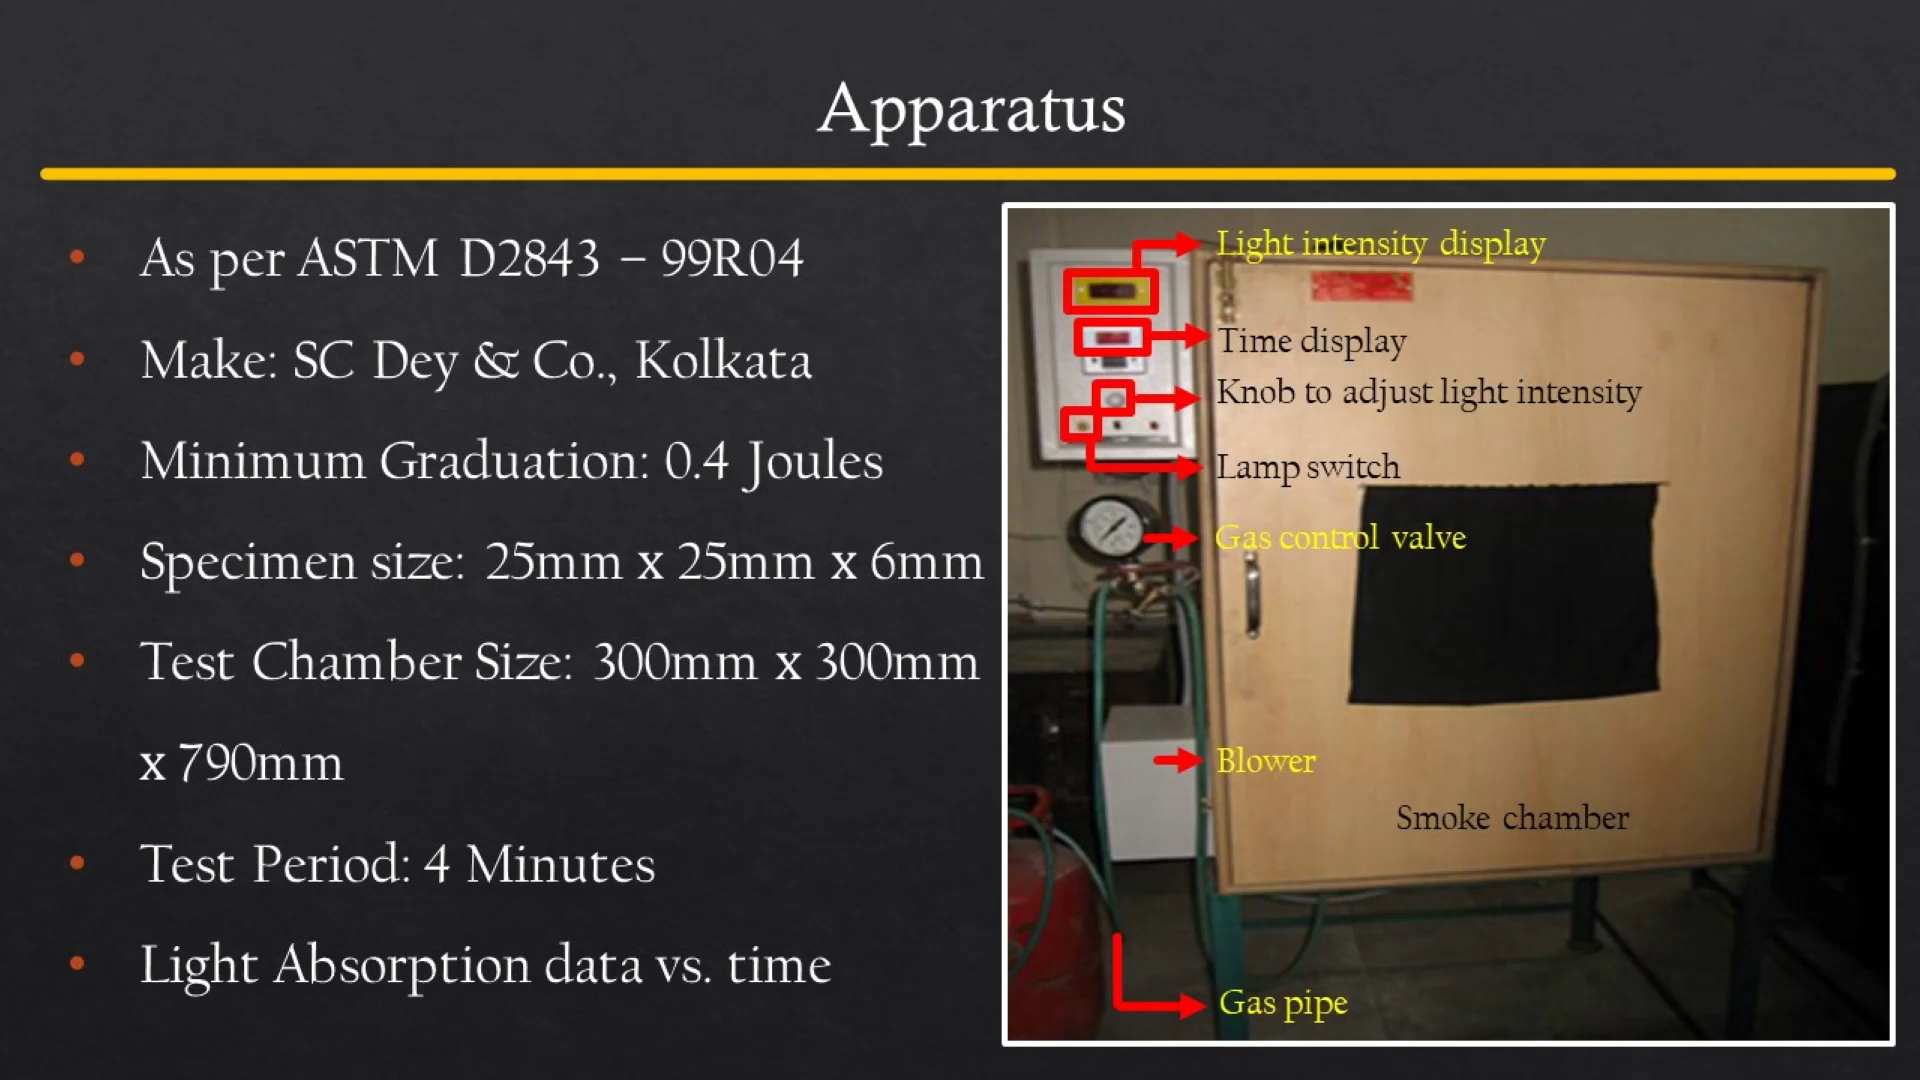 Apparatus
As per ASTM D2843 – 99R04
Make: SC Dey & Co., Kolkata
Minimum Graduation: 0.4 Joules
Specimen size: 25mm x 25mm x 6mm
Test Chamber Size: 300mm x 300mm
x 790mm
Test Period: 4 Minutes
Light Absorption data vs. time
Light intensity display
Time display
Knob to adjust light intensity
Lamp switch
Gas control valve
Blower
Smoke chamber
Gas pipe